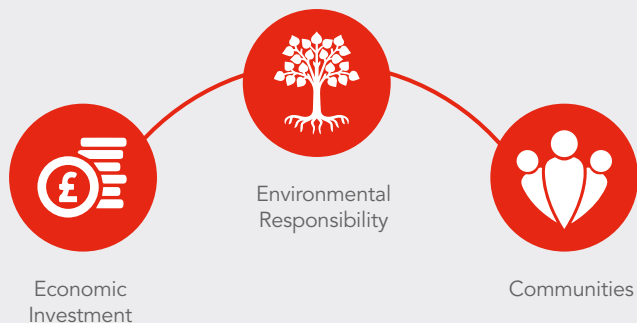 £
Environmental
Responsibility
Economic
Investment
Communities